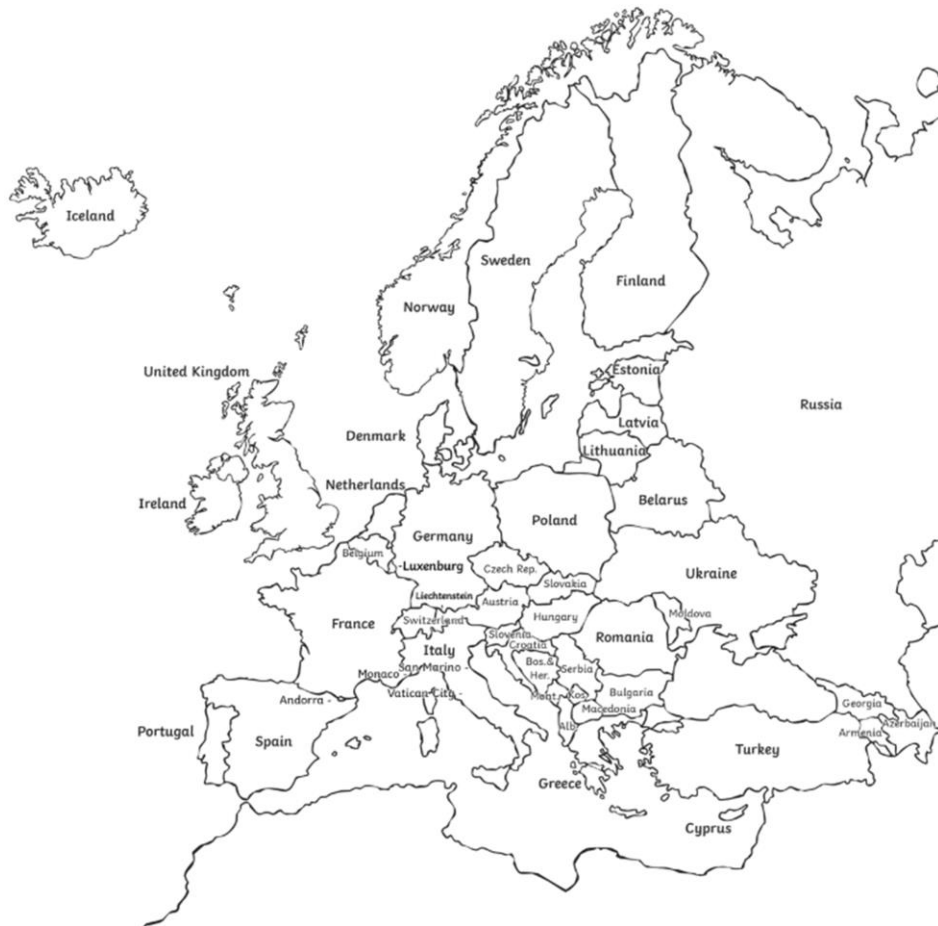 Iceland
Sweden
Finland
Norway
United Kingdom
Estonia
Russia
Latvia
Denmark
Lithuania
Netherlands
Belarus
Ireland
Poland
Germany
Belgium
-Luxenburg
Czech Rep.
Ukraine
Slovakia
Liechtenstein
Austria
Moldova
Hungary
France
Switzerland
Slovenia
Romania
Croatia
Italy
Bos.&
Her.
San Marino -
Serbia
Monaco -
Vatican City -
Mont.
Kos.
Bulgaria
Andorra -
Georgia
Macedonia
Azerbaijan
Alb.
Portugal
Armenia
Spain
Turkey
Greece
Cyprus